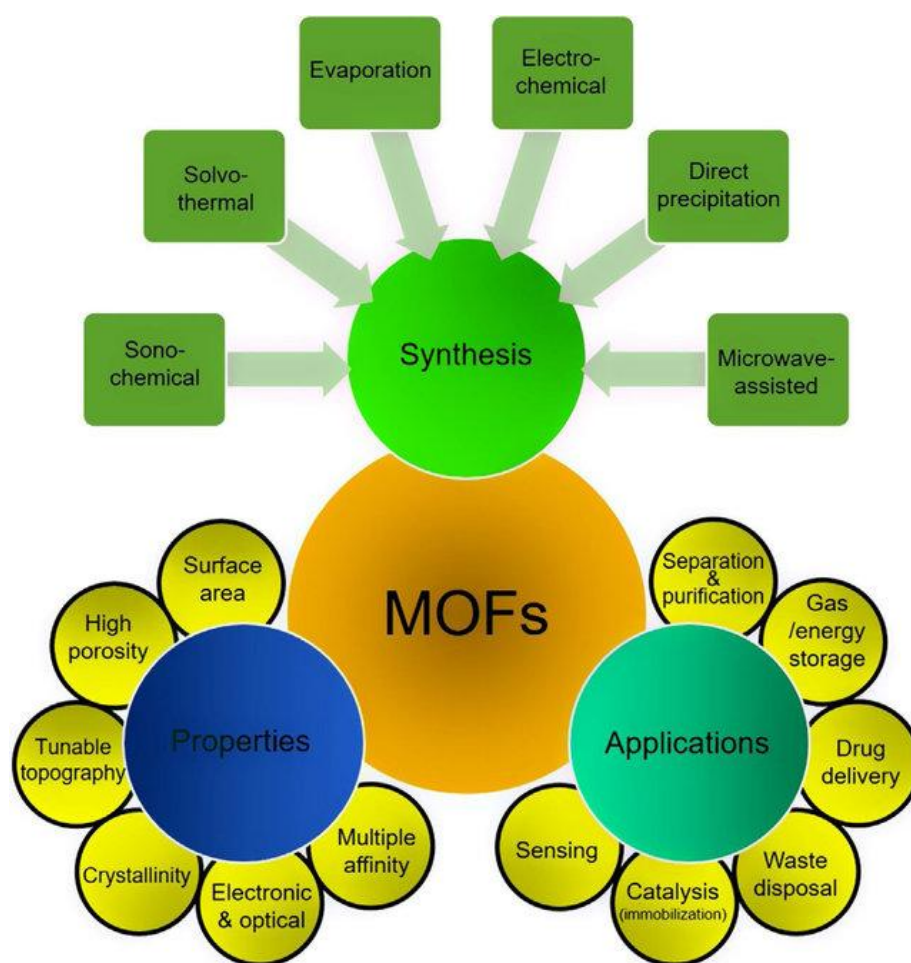 Evaporation
Electro-
chemical
Solvo-
thermal
Direct
precipitation
Synthesis
Sono-
chemical
Microwave-
assisted
MOFs
Surface
area
High
porosity
Tunable
topography
Crystallinity
Electronic
& optical
Multiple
affinity
Properties
Separation
&
purification
Gas
/energy
storage
Drug
delivery
Waste
disposal
Catalysis
(immobilization)
Sensing
Applications